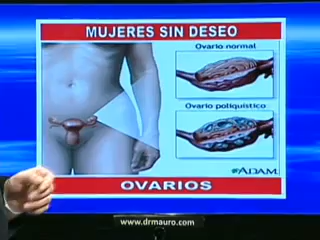 MUJERES SIN DESEO
Ovario normal
Ovario poliquístico
ADAM
OVARIOS
www.drmauro.com